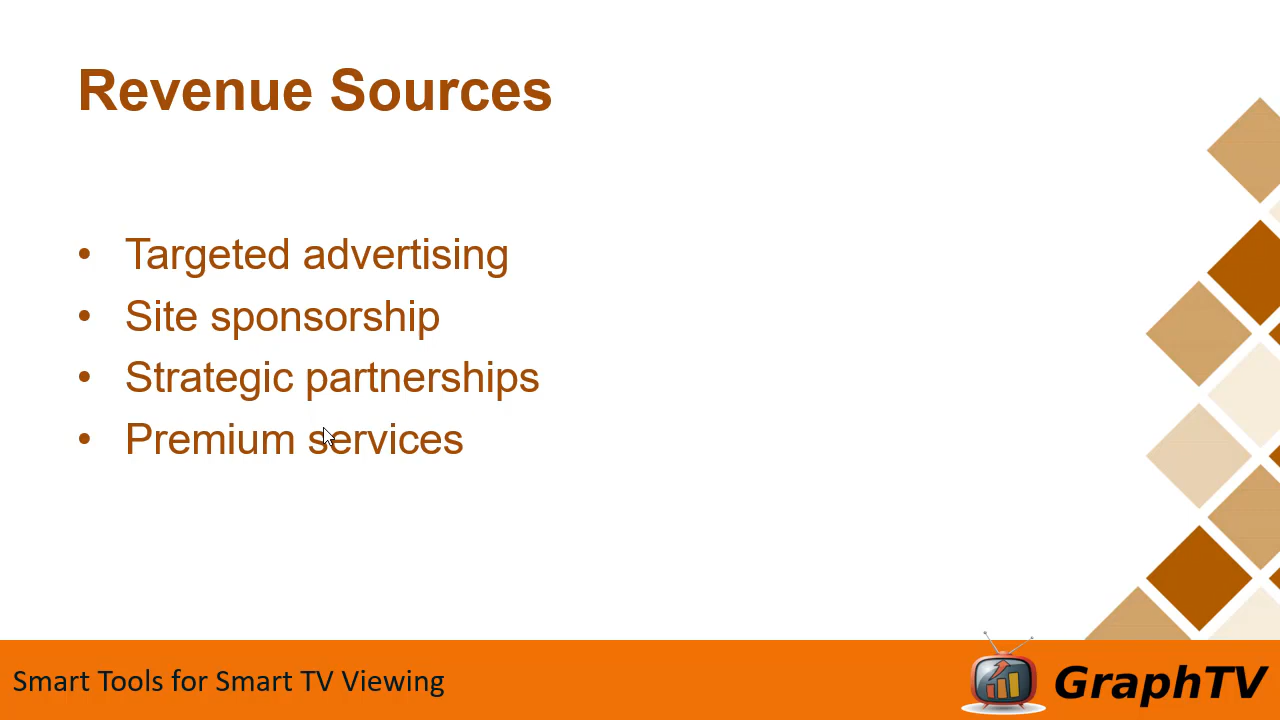 Revenue Sources
• Targeted advertising
• Site sponsorship
• Strategic partnerships
• Premium services
Smart Tools for Smart TV Viewing
GraphTV